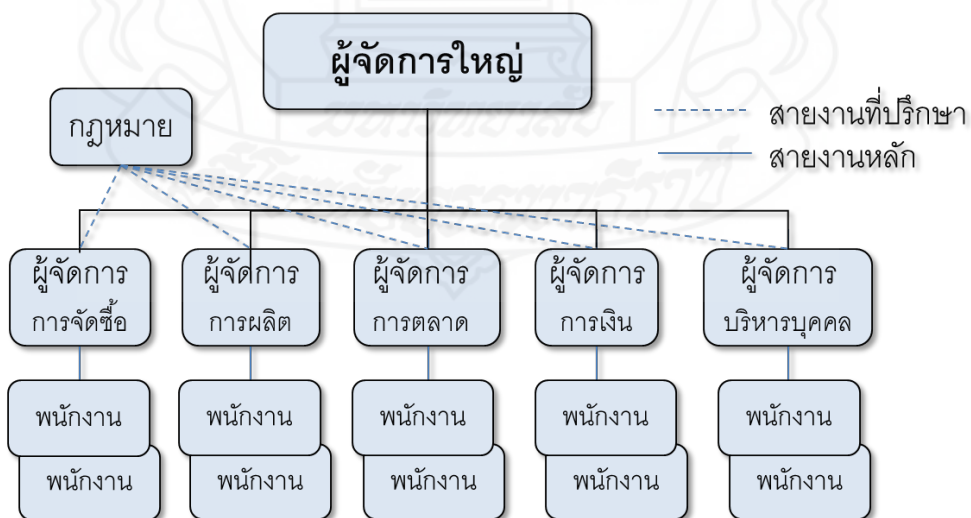 ผู้จัดการใหญ่
กฎหมาย
สายงานที่ปรึกษา
สายงานหลัก
ผู้จัดการ
การจัดซื้อ
ผู้จัดการ
การผลิต
ผู้จัดการ
การตลาด
ผู้จัดการ
การเงิน
ผู้จัดการ
บริหารบุคคล
พนักงาน
พนักงาน
พนักงาน
พนักงาน
พนักงาน
พนักงาน
พนักงาน
พนักงาน
พนักงาน
พนักงาน